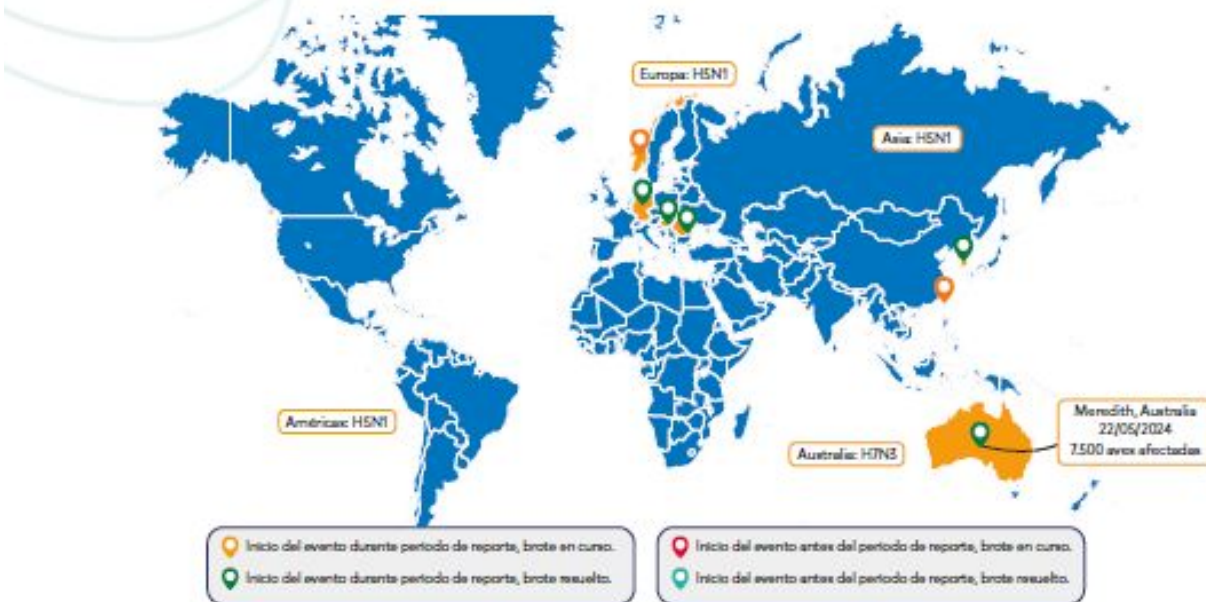 Europa: H5N1
Asia: H5N1
Américas: H5N1
Australia: H7N3
Meredith, Australia
22/05/2024
7.500 aves afectadas
Inicio del evento durante periodo de reporte, brote en curso.
Inicio del evento durante periodo de reporte, brote resuelto.
Inicio del evento antes del periodo de reporte, brote en curso.
Inicio del evento antes del periodo de reporte, brote resuelto.